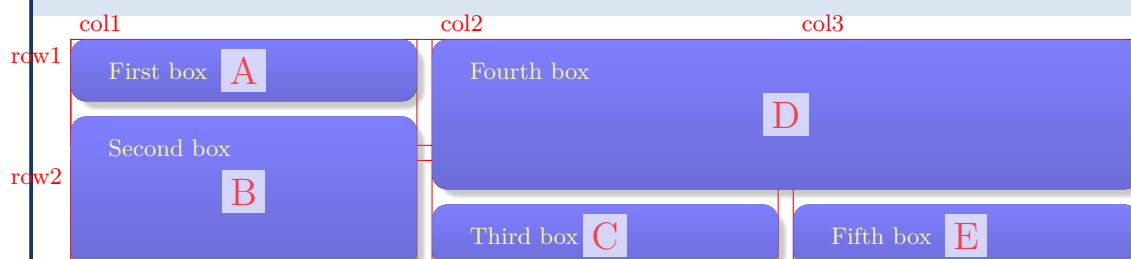 col1 col2 col3
row1
First box A
Fourth box
D
Second box
row2
B
Third box C
Fifth box E